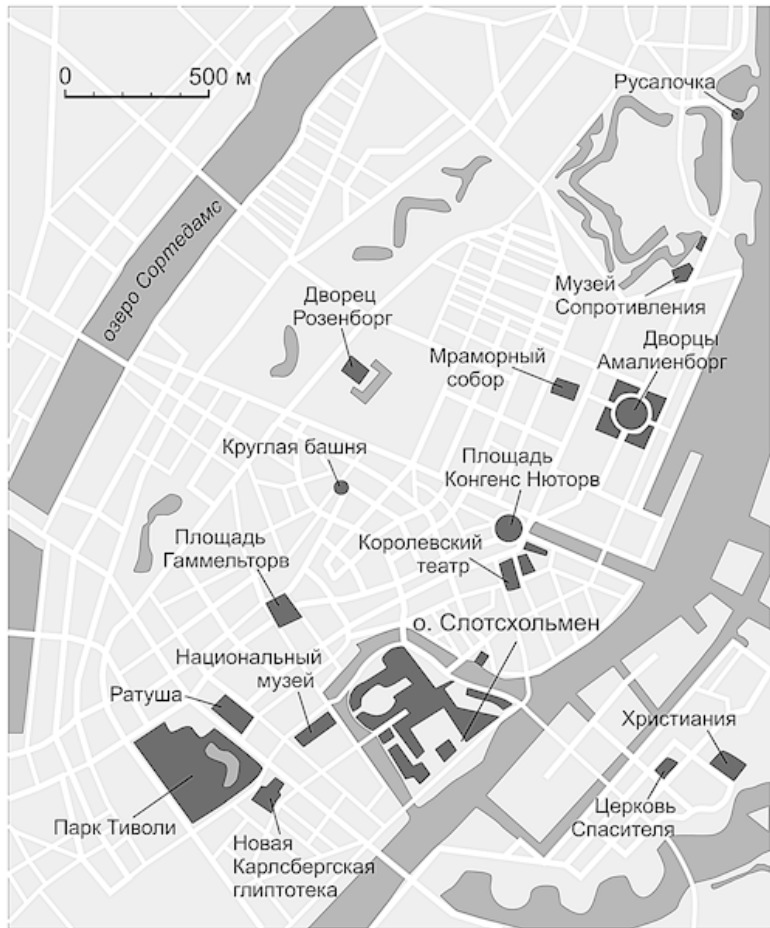 0 500 м
Русалочка
озеро Сортедамс
Музей
Сопротивления
Дворец
Розенборг
Дворцы
Амалиенборг
Мраморный
собор
Круглая башня
Площадь
Конгенс Нюторв
Площадь
Гаммельторв
Королевский
театр
о. Слотсхольмен
Национальный
музей
Ратуша
Христиания
Парк Тиволи
Церковь
Спасителя
Новая
Карлсбергская
глиптотека